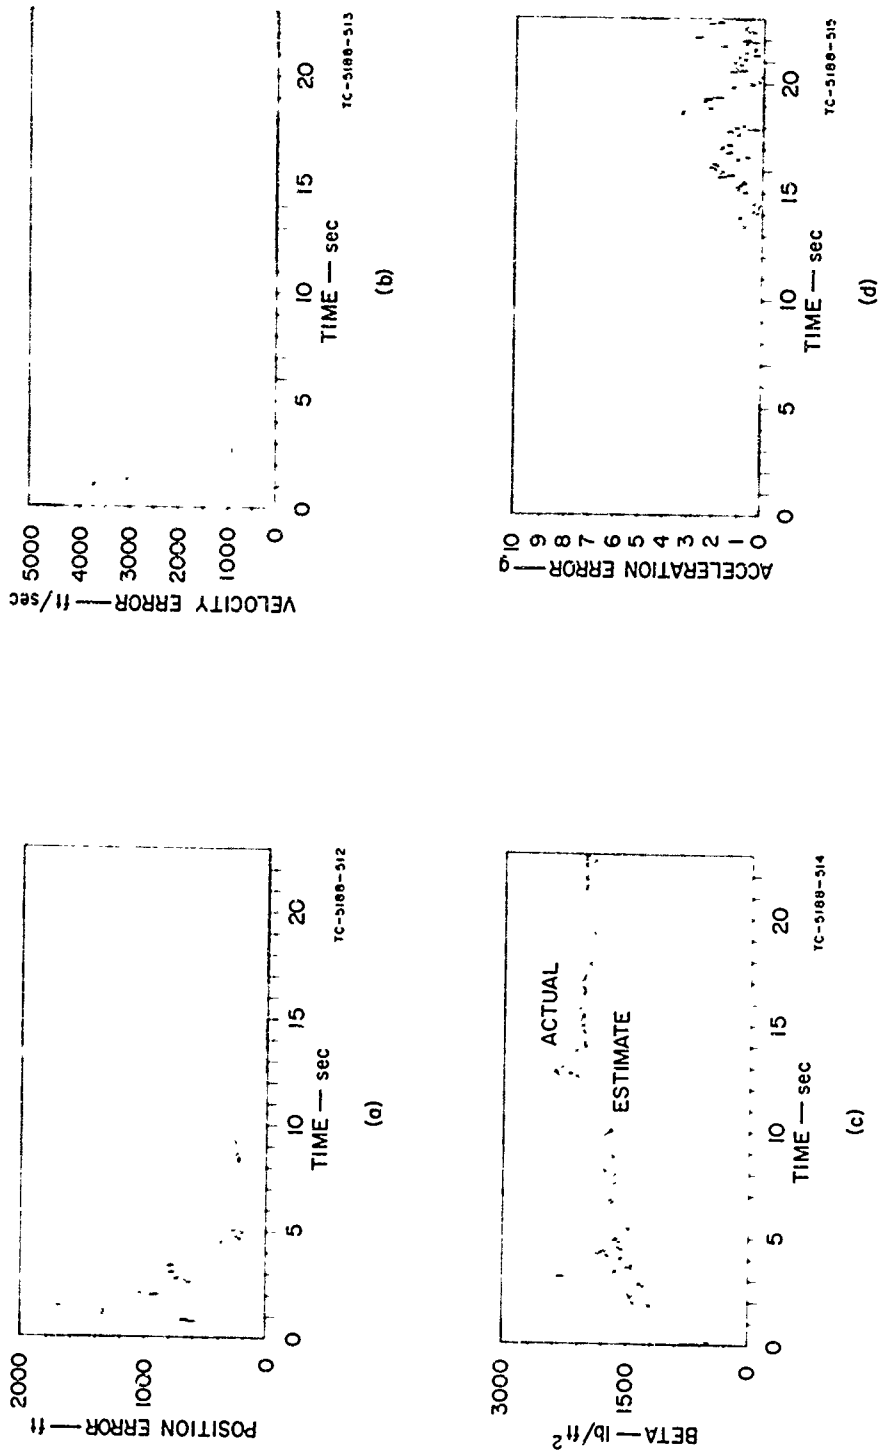 POSITION ERROR — ft
2000
1000
0
0 5 10 15 20
TIME — sec
TC-5188-512
(a)
VELOCITY ERROR — ft/sec
5000
4000
3000
2000
1000
0
0 5 10 15 20
TIME — sec
TC-5188-513
(b)
BETA — lb/ft²
3000
1500
0
ACTUAL
ESTIMATE
0 5 10 15 20
TIME — sec
TC-5188-514
(c)
ACCELERATION ERROR — g
10
9
8
7
6
5
4
3
2
1
0
0 5 10 15 20
TIME — sec
TC-5188-515
(d)